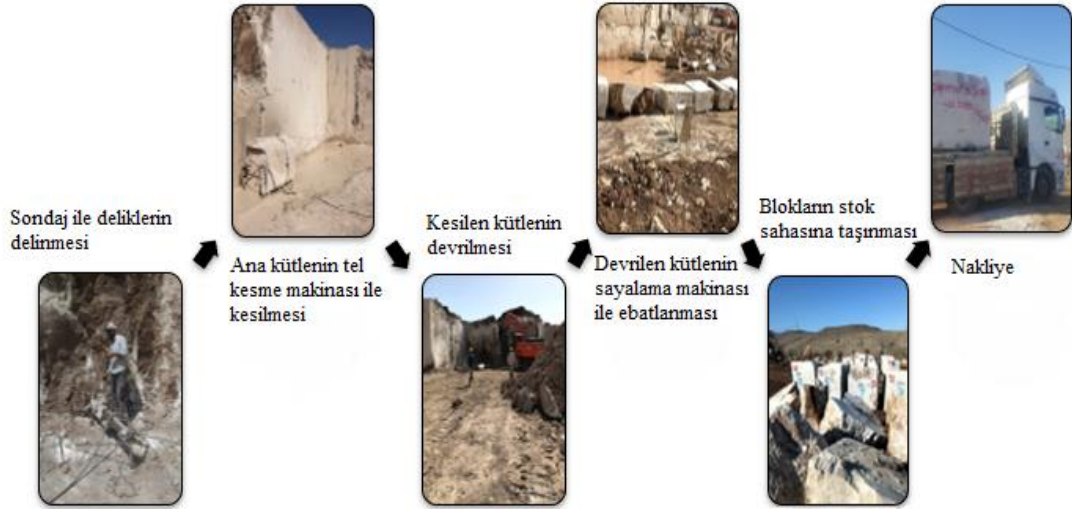 Sondaj ile deliklerin
delinmesi
Ana kütlenin tel
kesme makinası ile
kesilmesi
Kesilen kütlenin
devrilmesi
Devrilen kütlenin
sayalama makinası
ile ebatlanması
Blokların stok
sahasına taşınması
Nakliye